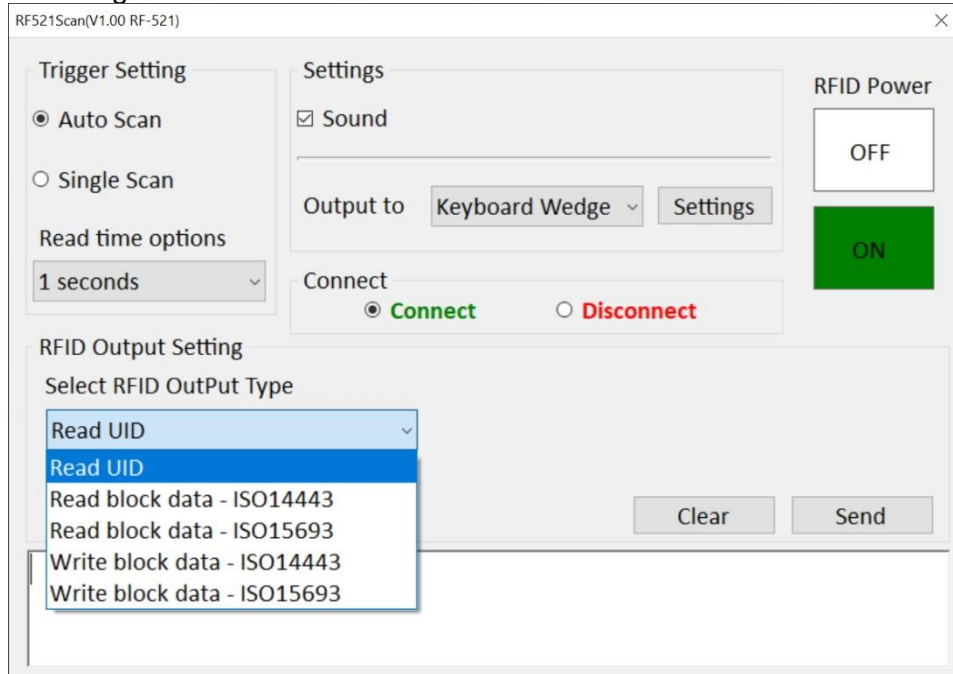 RF521Scan(V1.00 RF-521)
Trigger Setting
Auto Scan
Single Scan
Read time options
1 seconds
Settings
Sound
Output to Keyboard Wedge Settings
Connect
Connect Disconnect
RFID Power
OFF
ON
RFID Output Setting
Select RFID OutPut Type
Read UID
Read UID
Read block data - ISO14443
Read block data - ISO15693
Write block data - ISO14443
Write block data - ISO15693
Clear Send